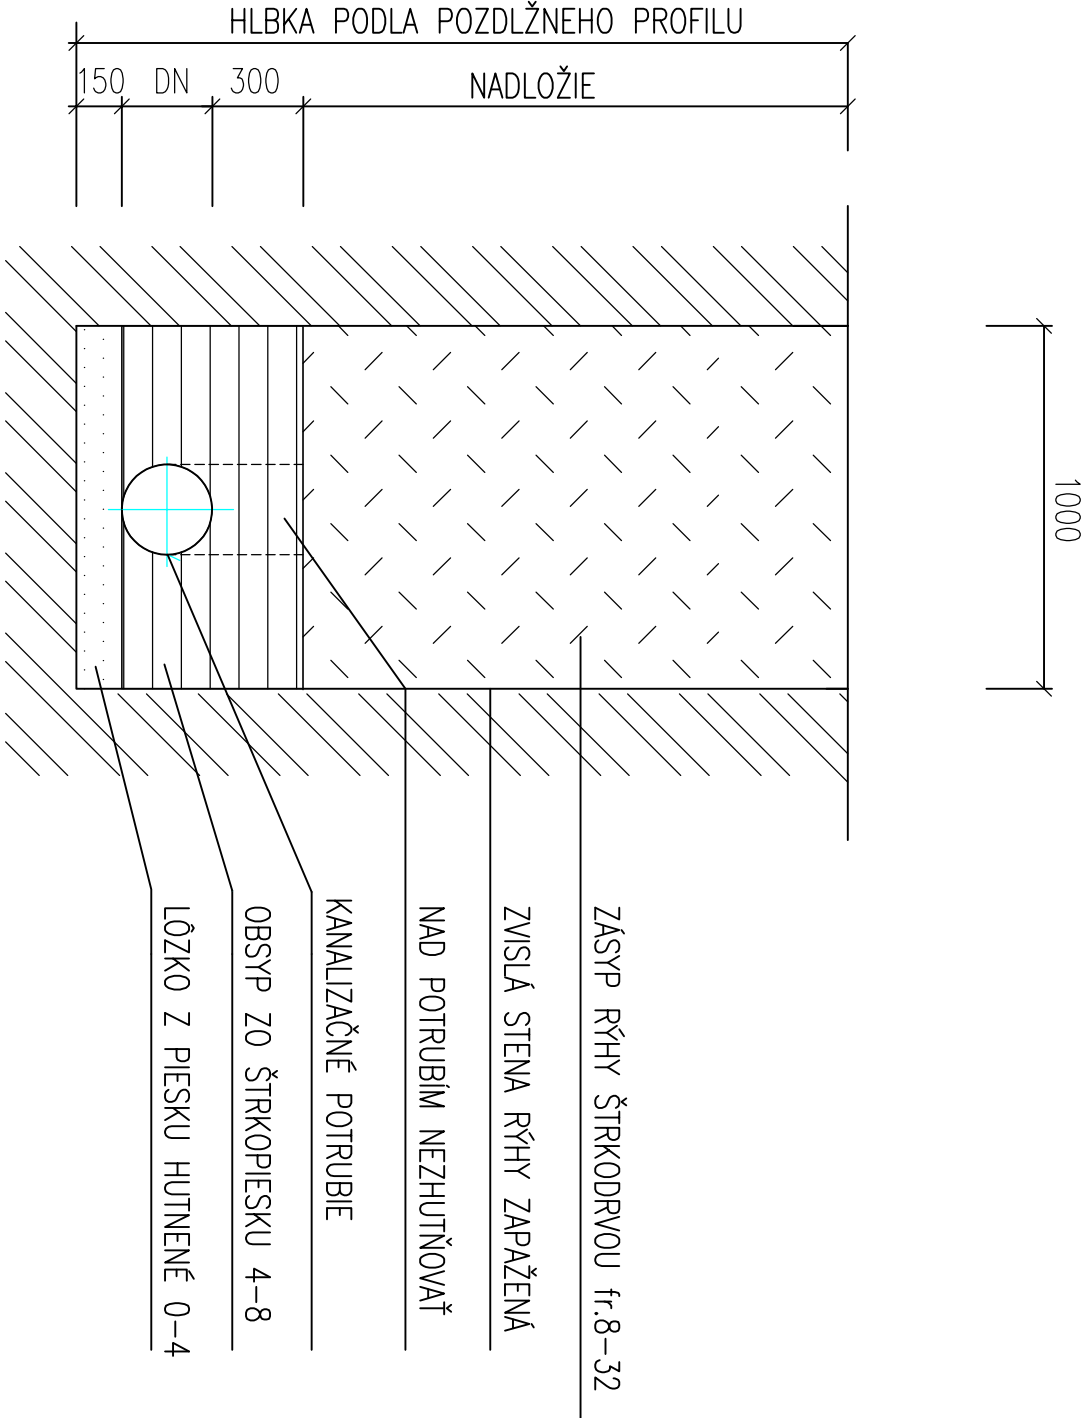 HLBKA PODLA POZDLŽNEHO PROFILU
150
DN
300
NADLOŽIE
1000
ZÁSYP RÝHY ŠTRKODRVOU fr.8-32
ZVISLÁ STENA RÝHY ZAPAŽENÁ
NAD POTRUBÍM NEZHUTŇOVAŤ
KANALIZAČNÉ POTRUBIE
OBSYP ZO ŠTRKOPIESKU 4-8
LÔZKO Z PIESKU HUTNENÉ 0-4